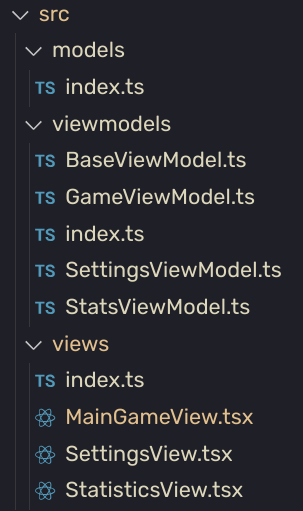 src
models
TS index.ts
viewmodels
TS BaseViewModel.ts
TS GameViewModel.ts
TS index.ts
TS SettingsViewModel.ts
TS StatsViewModel.ts
views
TS index.ts
MainGameView.tsx
SettingsView.tsx
StatisticsView.tsx